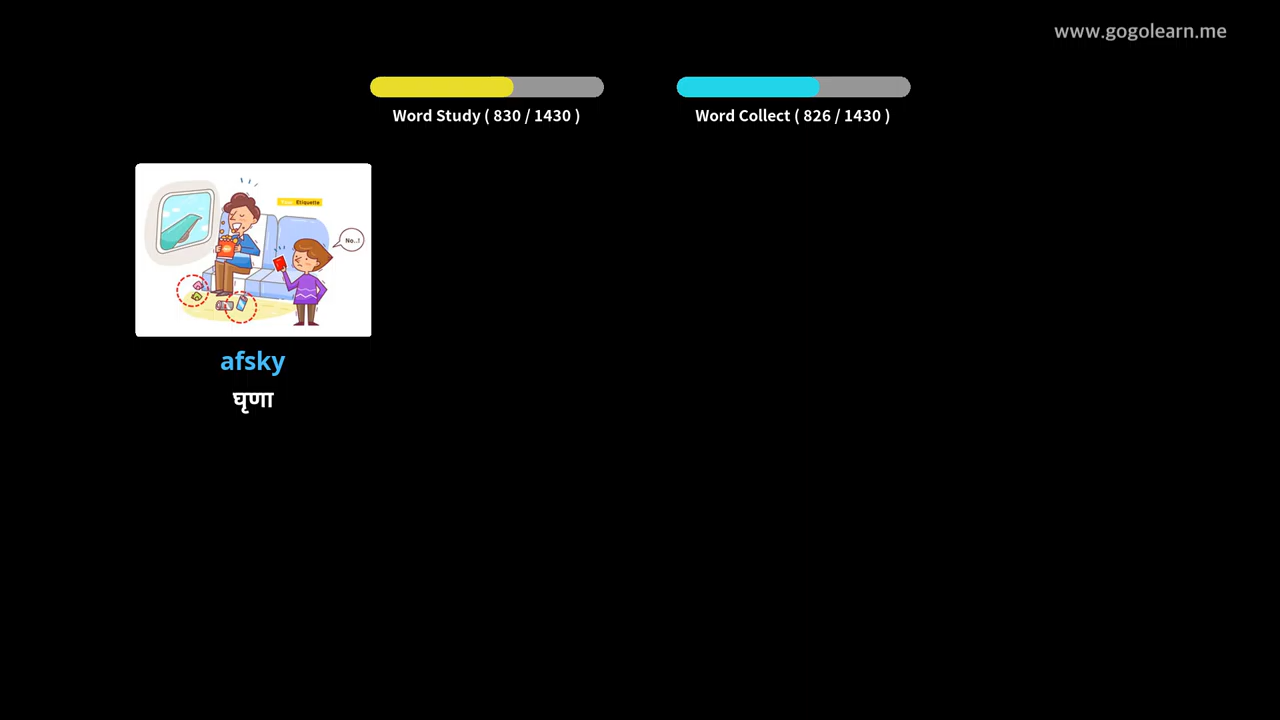 www.gogolearn.me
Word Study ( 830 / 1430 )
Word Collect ( 826 / 1430 )
Etiquette
No..!
afsky
घृणा